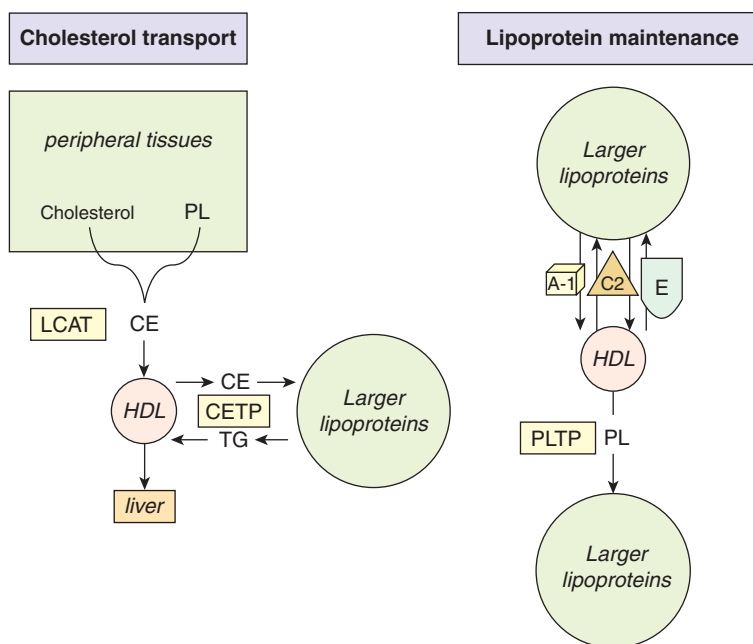 Cholesterol transport
peripheral tissues
Cholesterol
PL
LCAT
CE
HDL
CE
CETP
TG
Larger
lipoproteins
liver
Lipoprotein maintenance
Larger
lipoproteins
A-1
C2
E
HDL
PLTP
PL
Larger
lipoproteins